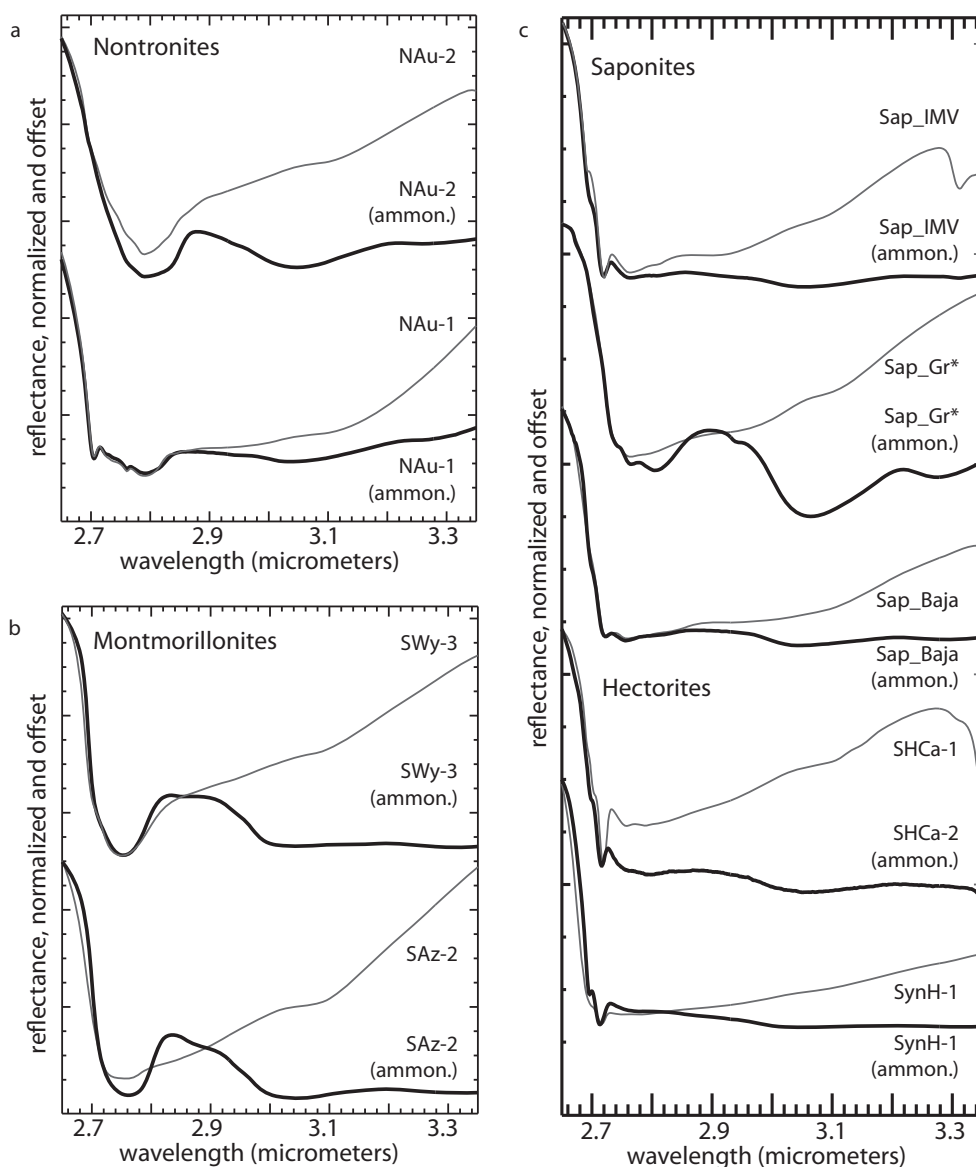 a
Nontronites
NAu-2
NAu-2
(ammon.)
NAu-1
NAu-1
(ammon.)
reflectance, normalized and offset
2.7 2.9 3.1 3.3
wavelength (micrometers)
b
Montmorillonites
SWy-3
SWy-3
(ammon.)
SAz-2
SAz-2
(ammon.)
reflectance, normalized and offset
2.7 2.9 3.1 3.3
wavelength (micrometers)
c
Saponites
Sap_IMV
Sap_IMV
(ammon.)
Sap_Gr*
Sap_Gr*
(ammon.)
Sap_Baja
Sap_Baja
(ammon.)
Hectorites
SHCa-1
SHCa-2
(ammon.)
SynH-1
SynH-1
(ammon.)
reflectance, normalized and offset
2.7 2.9 3.1 3.3
wavelength (micrometers)